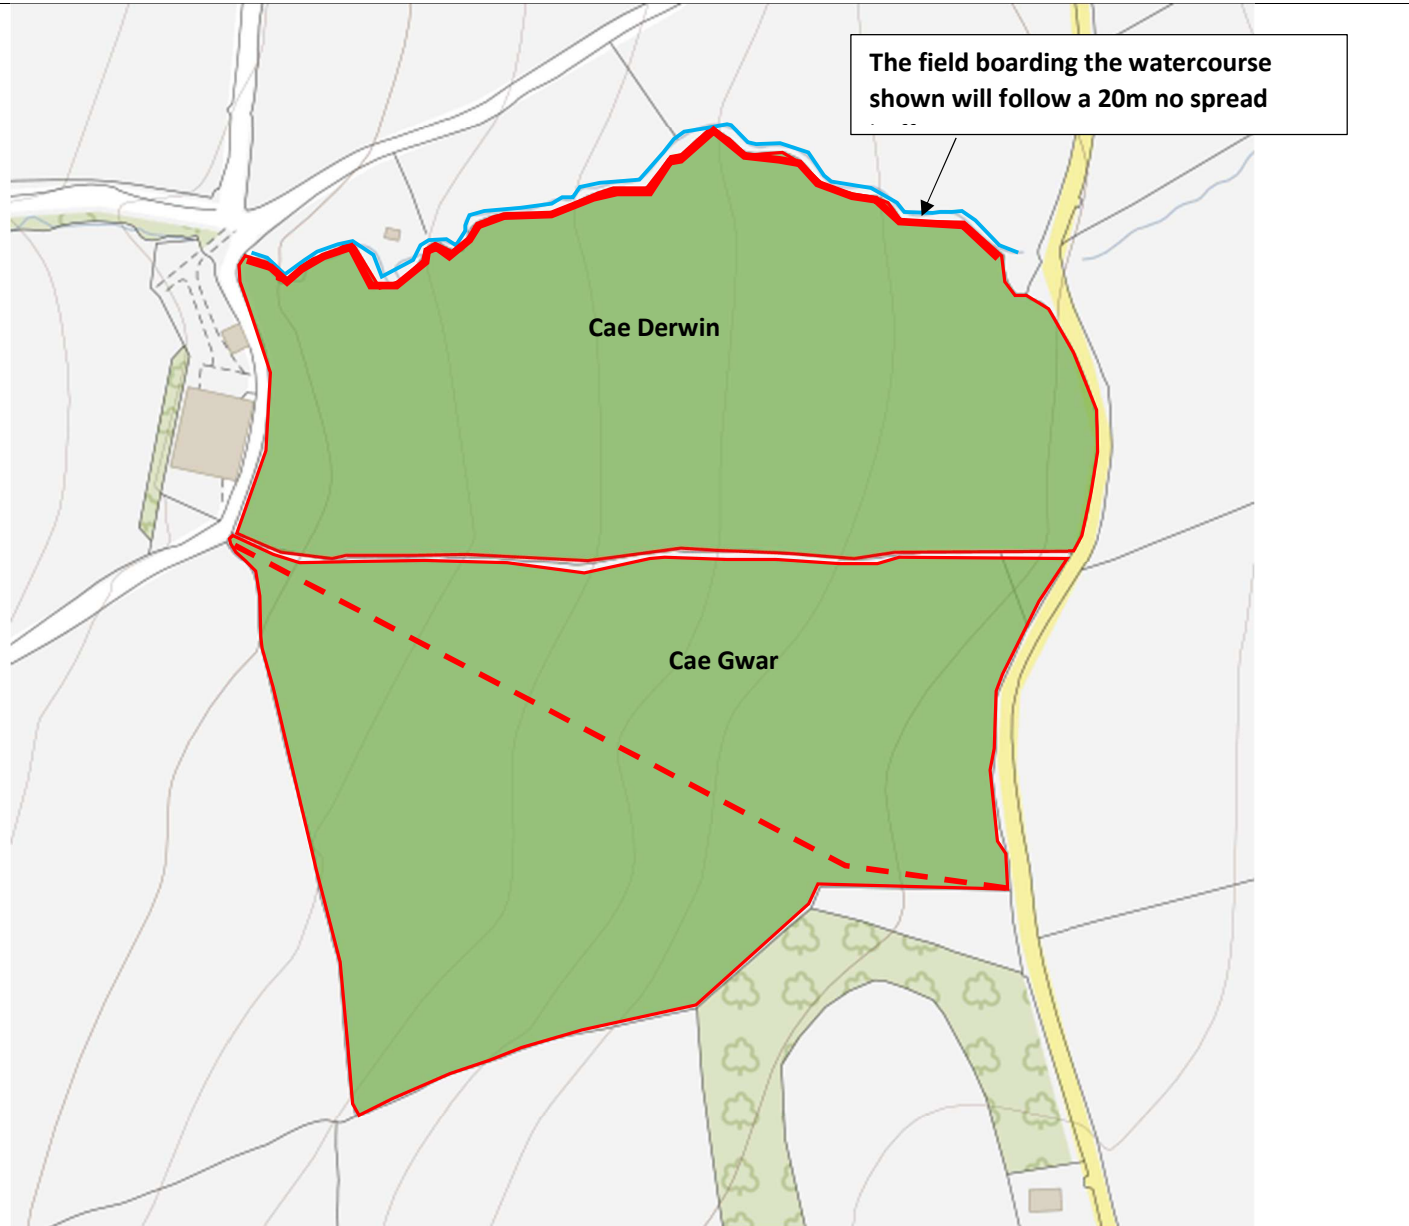 The field boarding the watercourse
shown will follow a 20m no spread
Cae Derwin
Cae Gwar